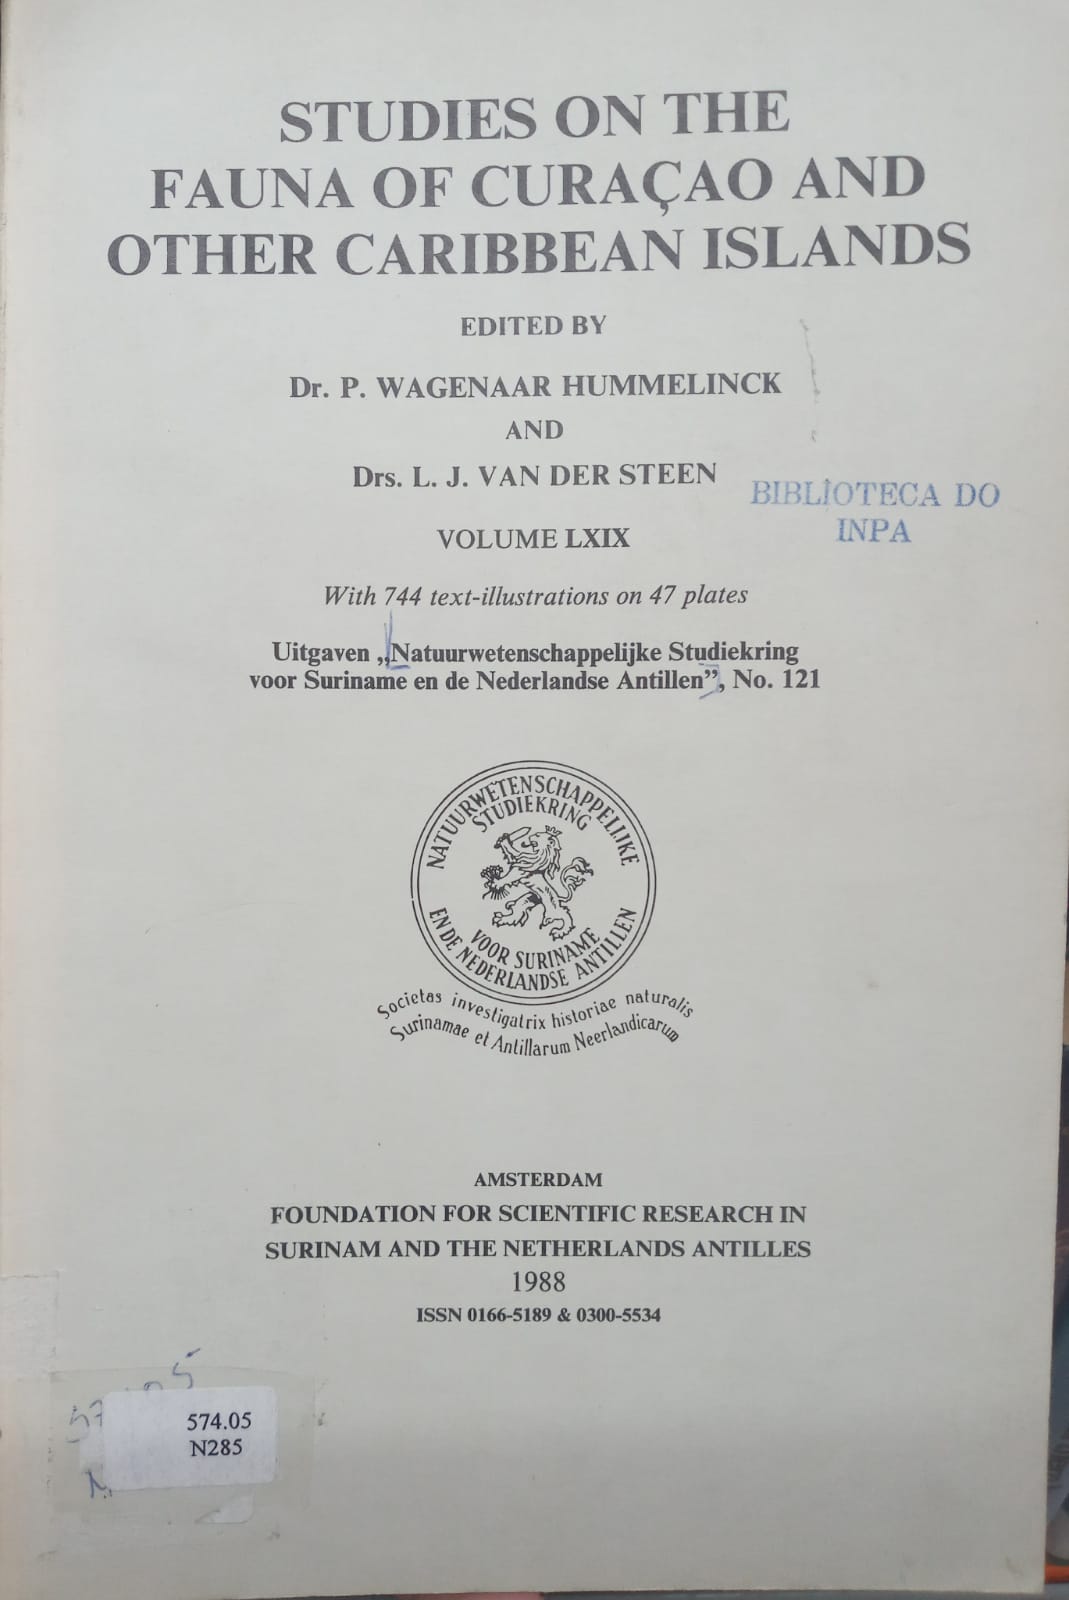 STUDIES ON THE
FAUNA OF CURAÇAO AND
OTHER CARIBBEAN ISLANDS
EDITED BY
Dr. P. WAGENAAR HUMMELINCK
AND
Drs. L. J. VAN DER STEEN
BIBLIOTECA DO
INPA
VOLUME LXIX
With 744 text-illustrations on 47 plates
Uitgaven „Natuurwetenschappelijke Studiekring
voor Suriname en de Nederlandse Antillen”, No. 121
NATUURWETENSCHAPPELIJKE
STUDIEKRING
VOOR SURINAME
EN DE NEDERLANDSE ANTILLEN
Societas investigatrix historiae naturalis
Surinamae et Antillarum Neerlandicarum
AMSTERDAM
FOUNDATION FOR SCIENTIFIC RESEARCH IN
SURINAM AND THE NETHERLANDS ANTILLES
1988
ISSN 0166-5189 & 0300-5534
574.05
N285